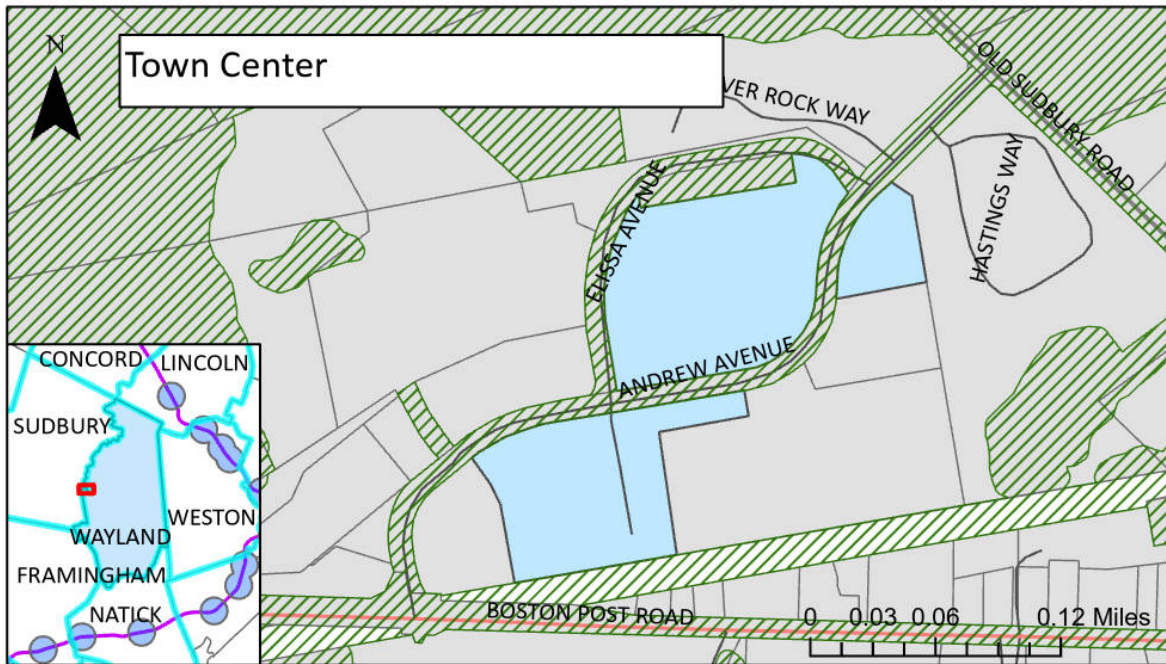 N
Town Center
VER ROCK WAY
OLD SUDBURY ROAD
HASTINGS WAY
ELISSA AVENUE
ANDREW AVENUE
CONCORD
LINCOLN
SUDBURY
WESTON
WAYLAND
FRAMINGHAM
NATICK
BOSTON POST ROAD
0 0.03 0.06 0.12 Miles